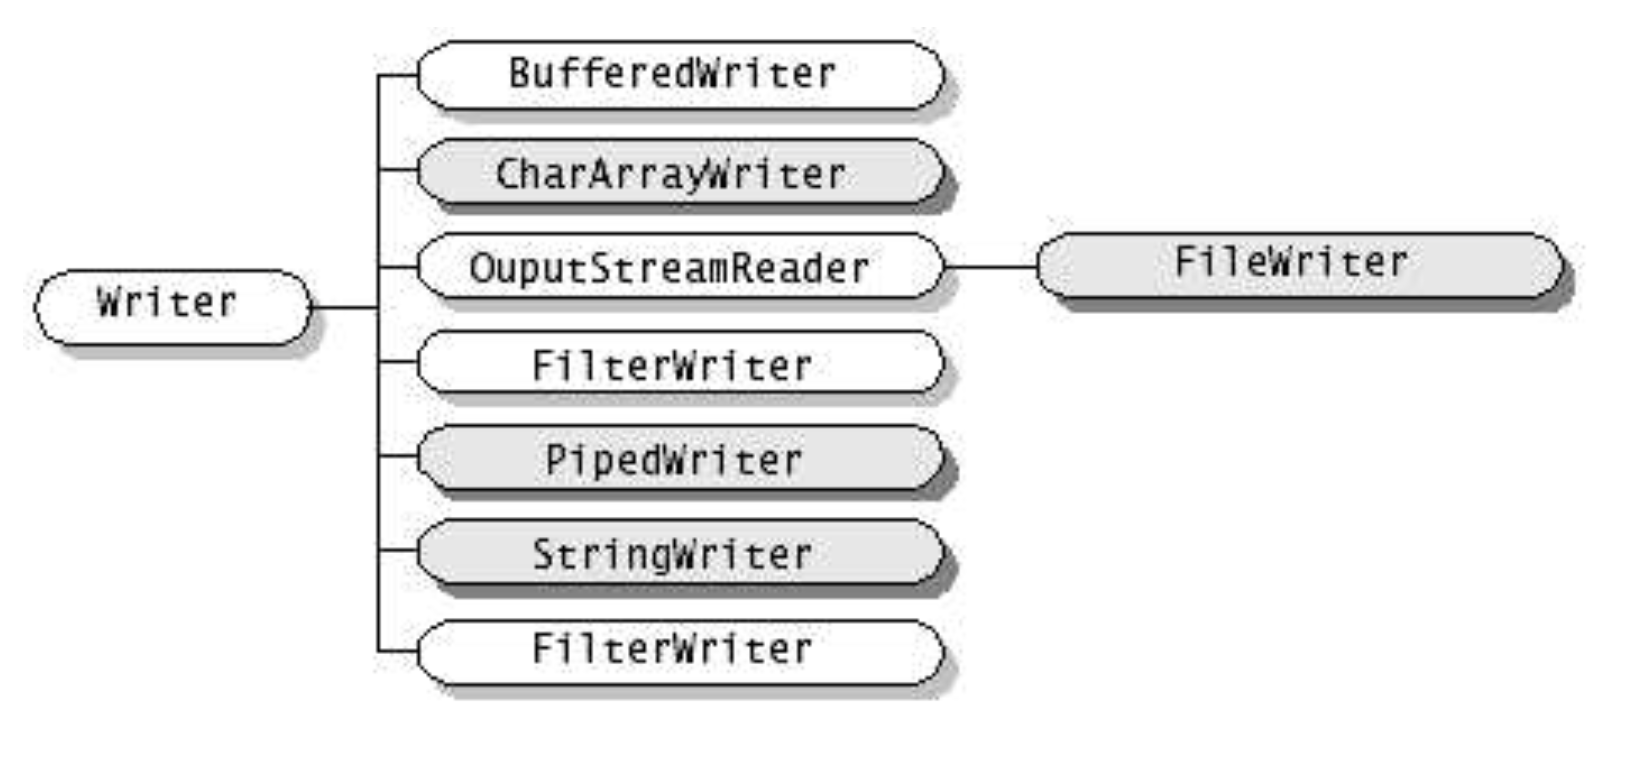 BufferedWriter
CharArrayWriter
OuputStreamReader
FileWriter
Writer
FilterWriter
PipedWriter
StringWriter
FilterWriter